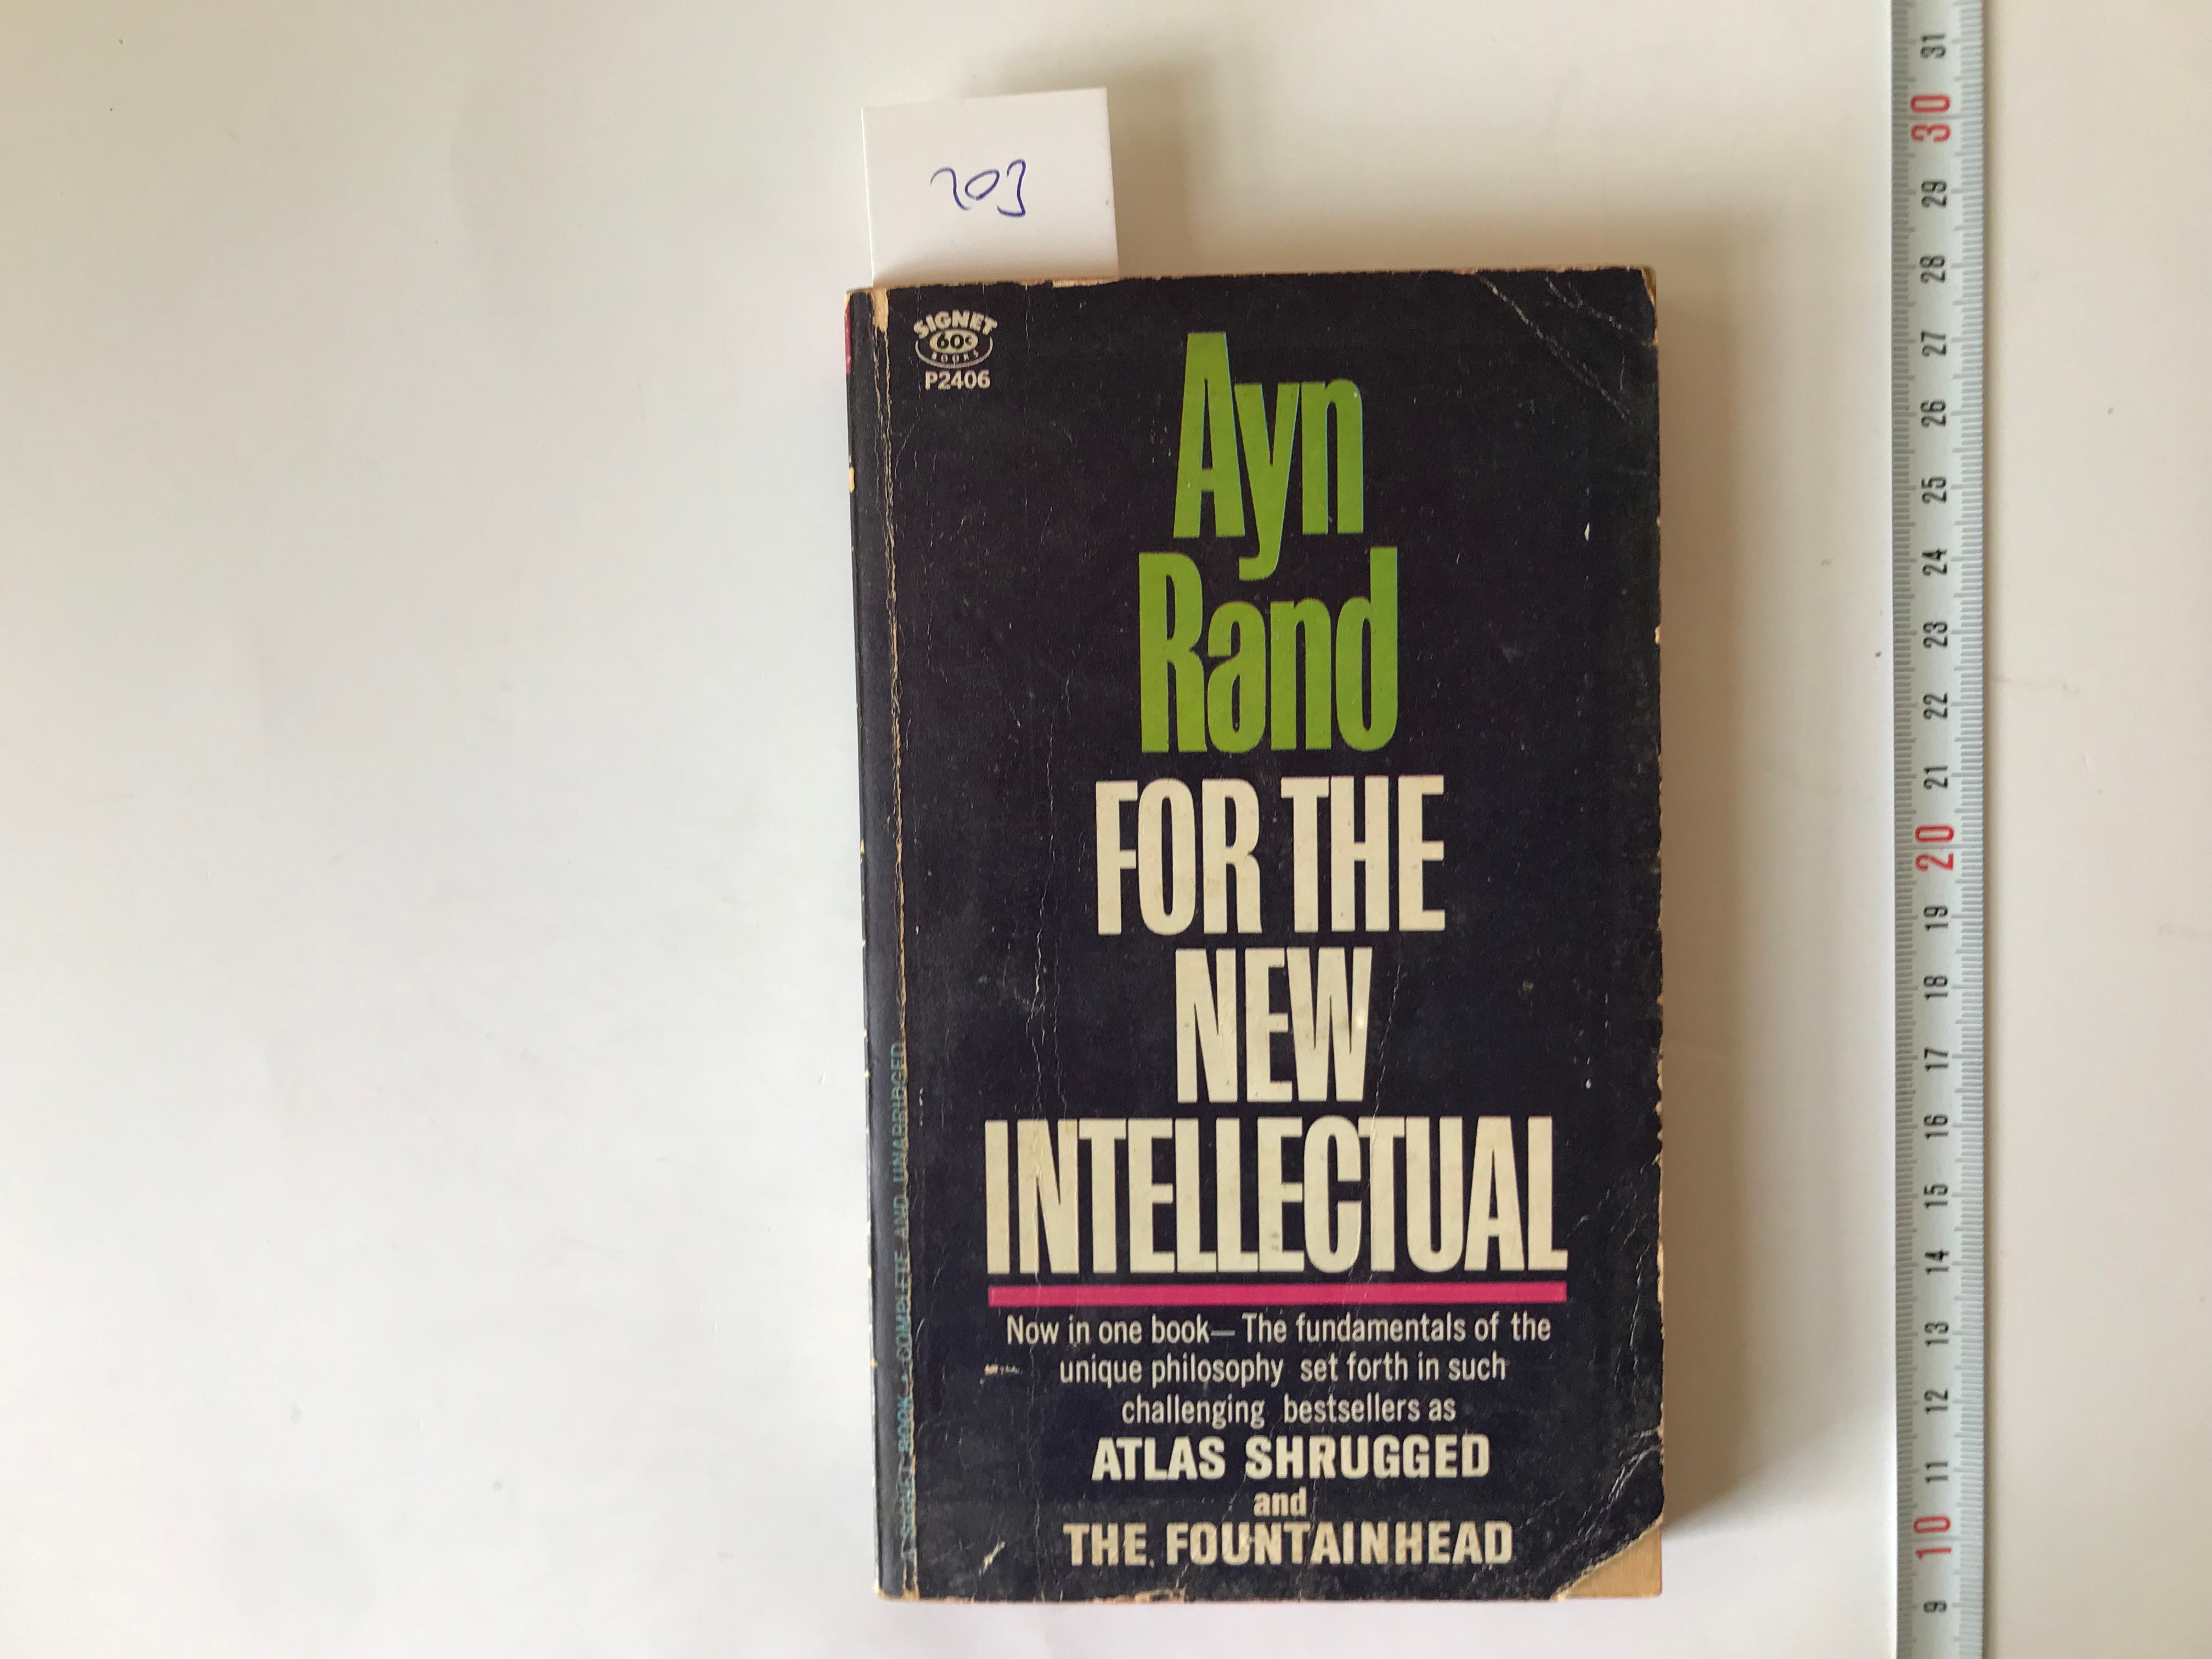 203
SIGNET
60¢
BOOKS
P2406
Ayn
Rand
FOR THE
NEW
INTELLECTUAL
Now in one book— The fundamentals of the
unique philosophy set forth in such
challenging bestsellers as
ATLAS SHRUGGED
and
THE FOUNTAINHEAD
A SIGNET BOOK • COMPLETE AND UNABRIDGED
31
30
29
28
27
26
25
24
23
22
21
20
19
18
17
16
15
14
13
12
11
10
9